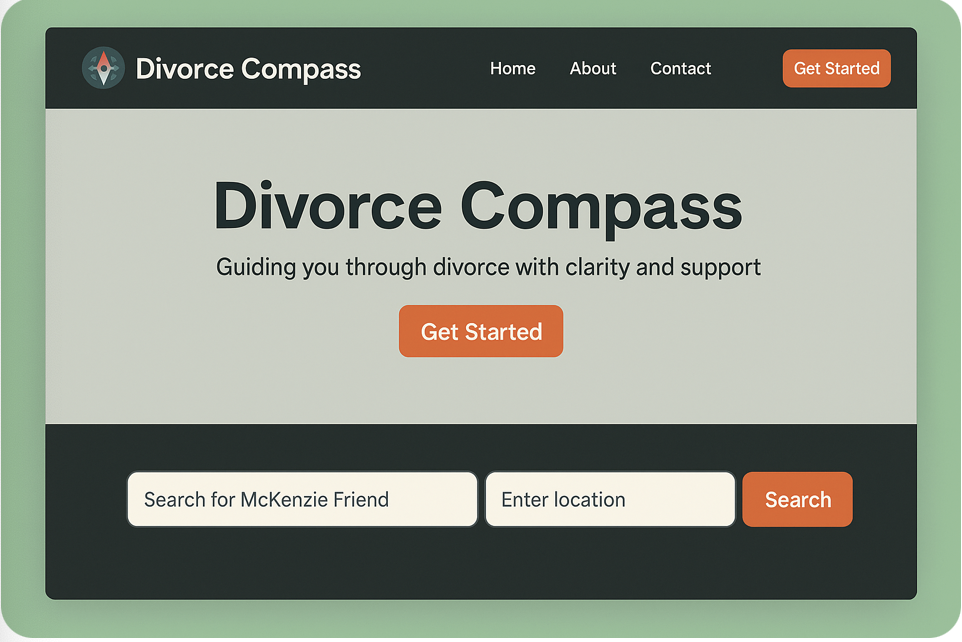 Divorce Compass
Home
About
Contact
Get Started
Divorce Compass
Guiding you through divorce with clarity and support
Get Started
Search for McKenzie Friend
Enter location
Search